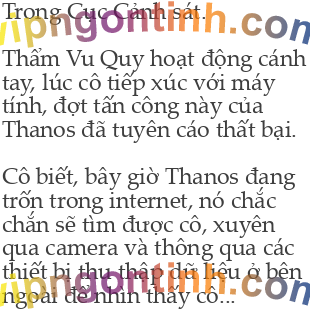 Trong Cục Cảnh sát.
vipngontinh.com
Thẩm Vu Quy hoạt động cánh
tay, lúc cô tiếp xúc với máy
tính, đợt tấn công này của
Thanos đã tuyên cáo thất bại.
Cô biết, bây giờ Thanos đang
trốn trong internet, nó chắc
chắn sẽ tìm được cô, xuyên
qua camera và thông qua các
thiết bị thu thập dữ liệu ở bên
vipngontinh.com
ngoài để nhìn thấy cô...